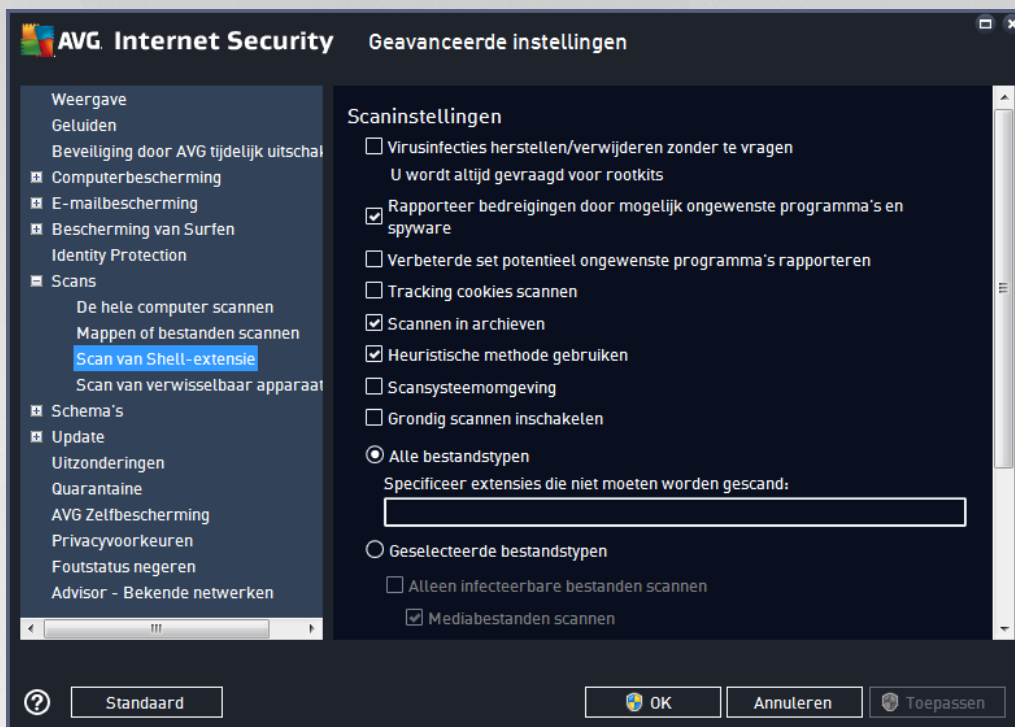 AVG. Internet Security
Geavanceerde instellingen
Weergave
Geluiden
Beveiliging door AVG tijdelijk uitschak
Computerbescherming
E-mailbescherming
Bescherming van Surfen
Identity Protection
Scans
De hele computer scannen
Mappen of bestanden scannen
Scan van Shell-extensie
Scan van verwisselbaar apparaat
Schema's
Update
Uitzonderingen
Quarantaine
AVG Zelfbescherming
Privacyvoorkeuren
Foutstatus negeren
Advisor - Bekende netwerken
Scaninstellingen
Virusinfecties herstellen/verwijderen zonder te vragen
U wordt altijd gevraagd voor rootkits
Rapporteer bedreigingen door mogelijk ongewenste programma's en
spyware
Verbeterde set potentieel ongewenste programma's rapporteren
Tracking cookies scannen
Scannen in archieven
Heuristische methode gebruiken
Scansysteemomgeving
Grondig scannen inschakelen
Alle bestandstypen
Specificeer extensies die niet moeten worden gescand:
Geselecteerde bestandstypen
Alleen infecteerbare bestanden scannen
Mediabestanden scannen
Standaard
OK
Annuleren
Toepassen